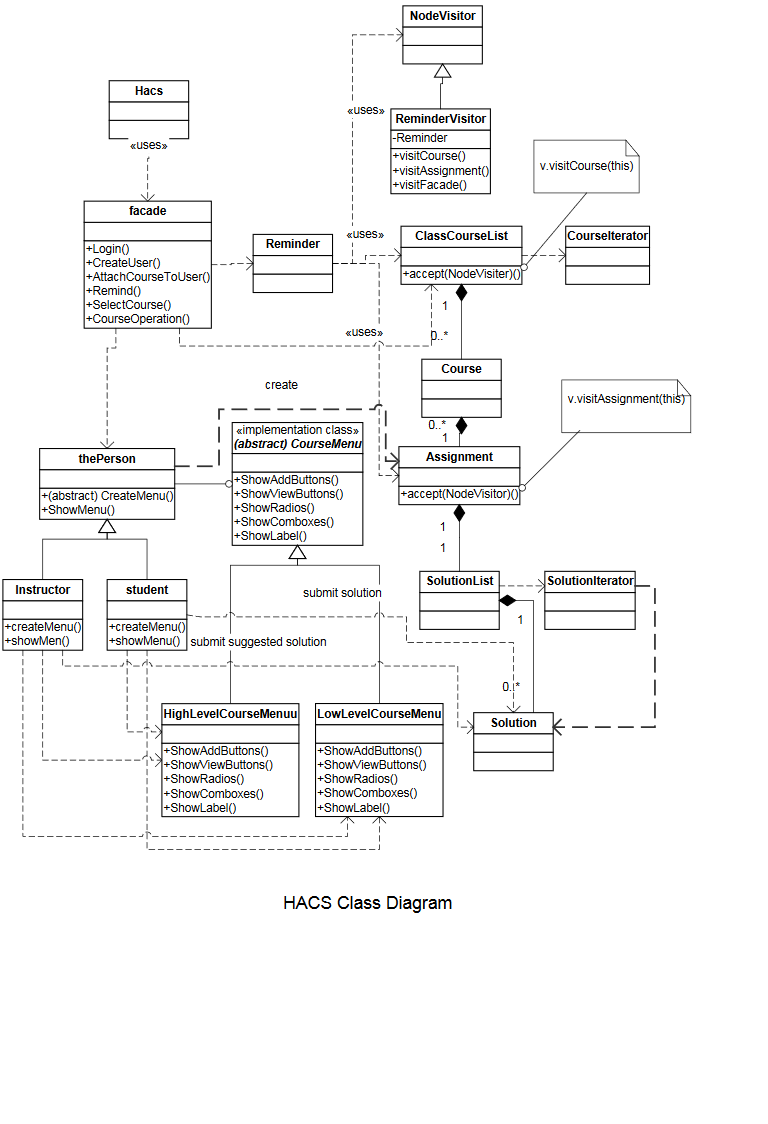 NodeVisitor
Hacs
«uses»
«uses»
ReminderVisitor
-Reminder
+visitCourse()
+visitAssignment()
+visitFacade()
v.visitCourse(this)
facade
+Login()
+CreateUser()
+AttachCourseToUser()
+Remind()
+SelectCourse()
+CourseOperation()
Reminder
«uses»
ClassCourseList
+accept(NodeVisiter)()
CourseIterator
1
0..*
«uses»
Course
create
v.visitAssignment(this)
0..*
1
«implementation class»
(abstract) CourseMenu
+ShowAddButtons()
+ShowViewButtons()
+ShowRadios()
+ShowComboxes()
+ShowLabel()
thePerson
+(abstract) CreateMenu()
+ShowMenu()
Assignment
+accept(NodeVisitor)()
1
1
Instructor
+createMenu()
+showMen()
student
+createMenu()
+showMenu()
submit solution
submit suggested solution
SolutionList
SolutionIterator
1
0..*
HighLevelCourseMenuu
+ShowAddButtons()
+ShowViewButtons()
+ShowRadios()
+ShowComboxes()
+ShowLabel()
LowLevelCourseMenu
+ShowAddButtons()
+ShowViewButtons()
+ShowRadios()
+ShowComboxes()
+ShowLabel()
Solution
HACS Class Diagram